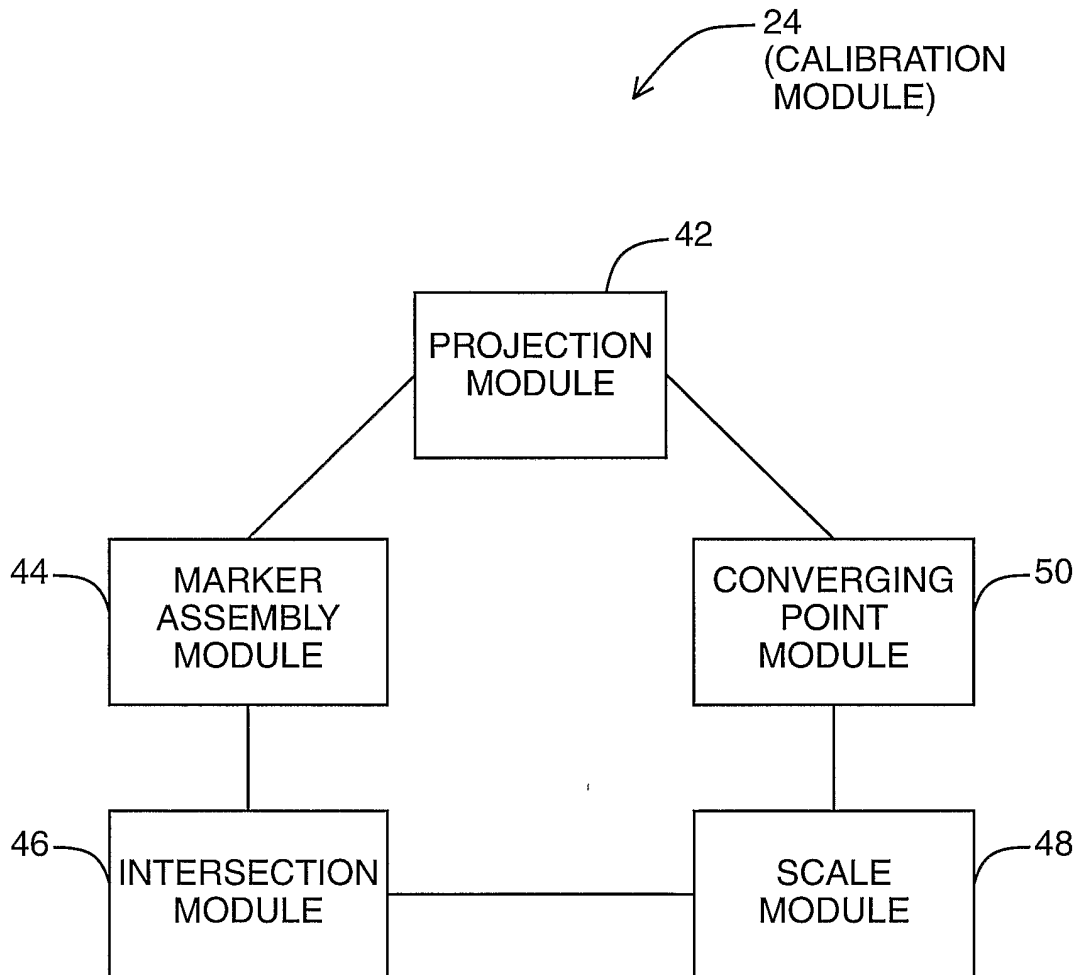 24
(CALIBRATION
MODULE)
42
PROJECTION
MODULE
44
MARKER
ASSEMBLY
MODULE
CONVERGING
POINT
MODULE
50
46
INTERSECTION
MODULE
SCALE
MODULE
48